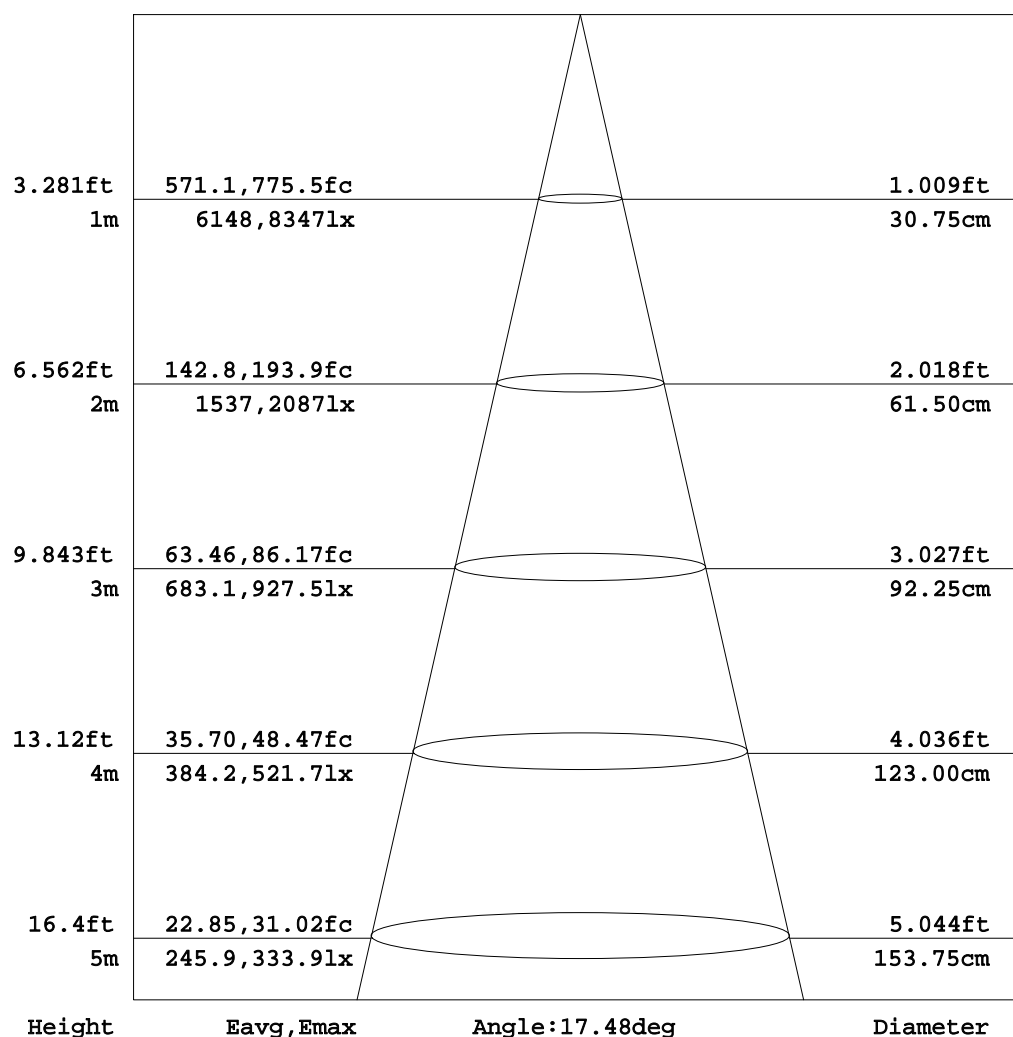 3.281ft 571.1,775.5fc 1.009ft
1m 6148,8347lx 30.75cm
6.562ft 142.8,193.9fc 2.018ft
2m 1537,2087lx 61.50cm
9.843ft 63.46,86.17fc 3.027ft
3m 683.1,927.5lx 92.25cm
13.12ft 35.70,48.47fc 4.036ft
4m 384.2,521.7lx 123.00cm
16.4ft 22.85,31.02fc 5.044ft
5m 245.9,333.9lx 153.75cm
Height Eavg,Emax Angle:17.48deg Diameter